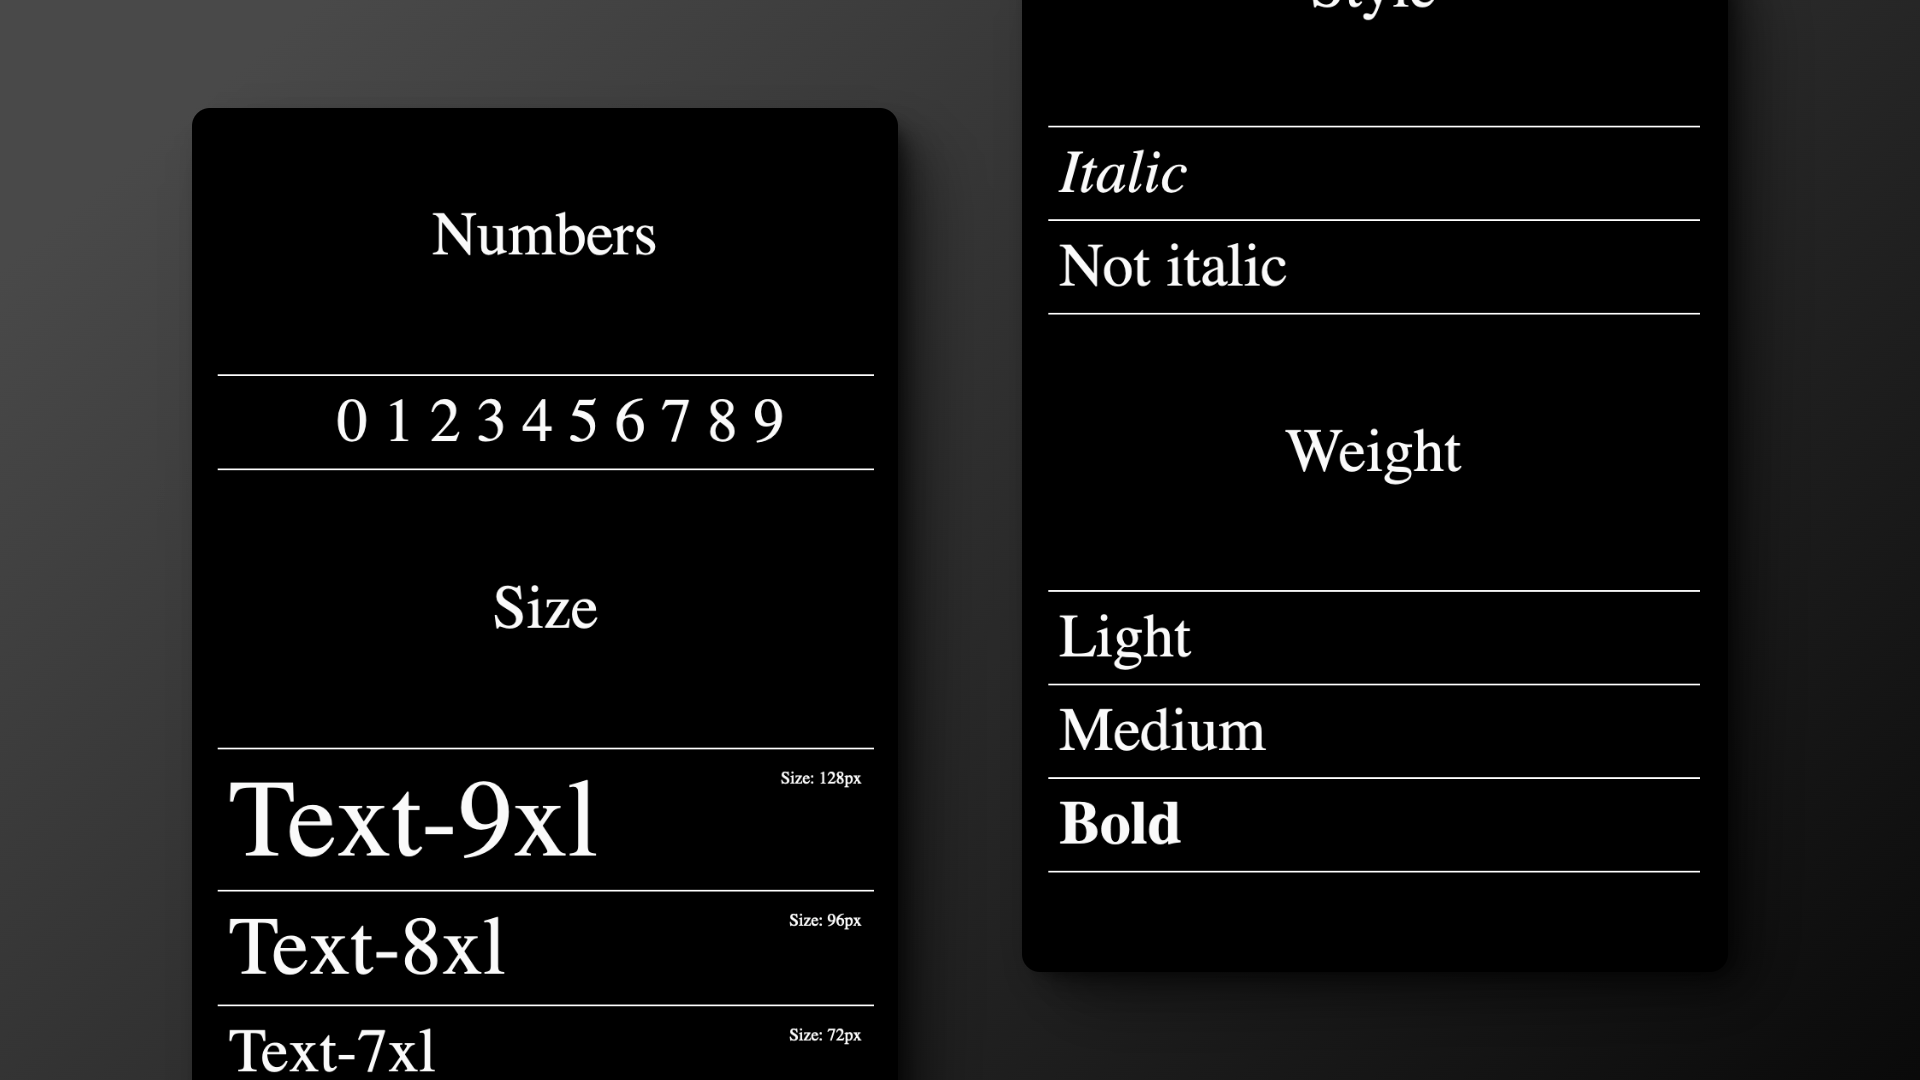 Numbers
0 1 2 3 4 5 6 7 8 9
Size
Text-9xl
Size: 128px
Text-8xl
Size: 96px
Text-7xl
Size: 72px
Style
Italic
Not italic
Weight
Light
Medium
Bold